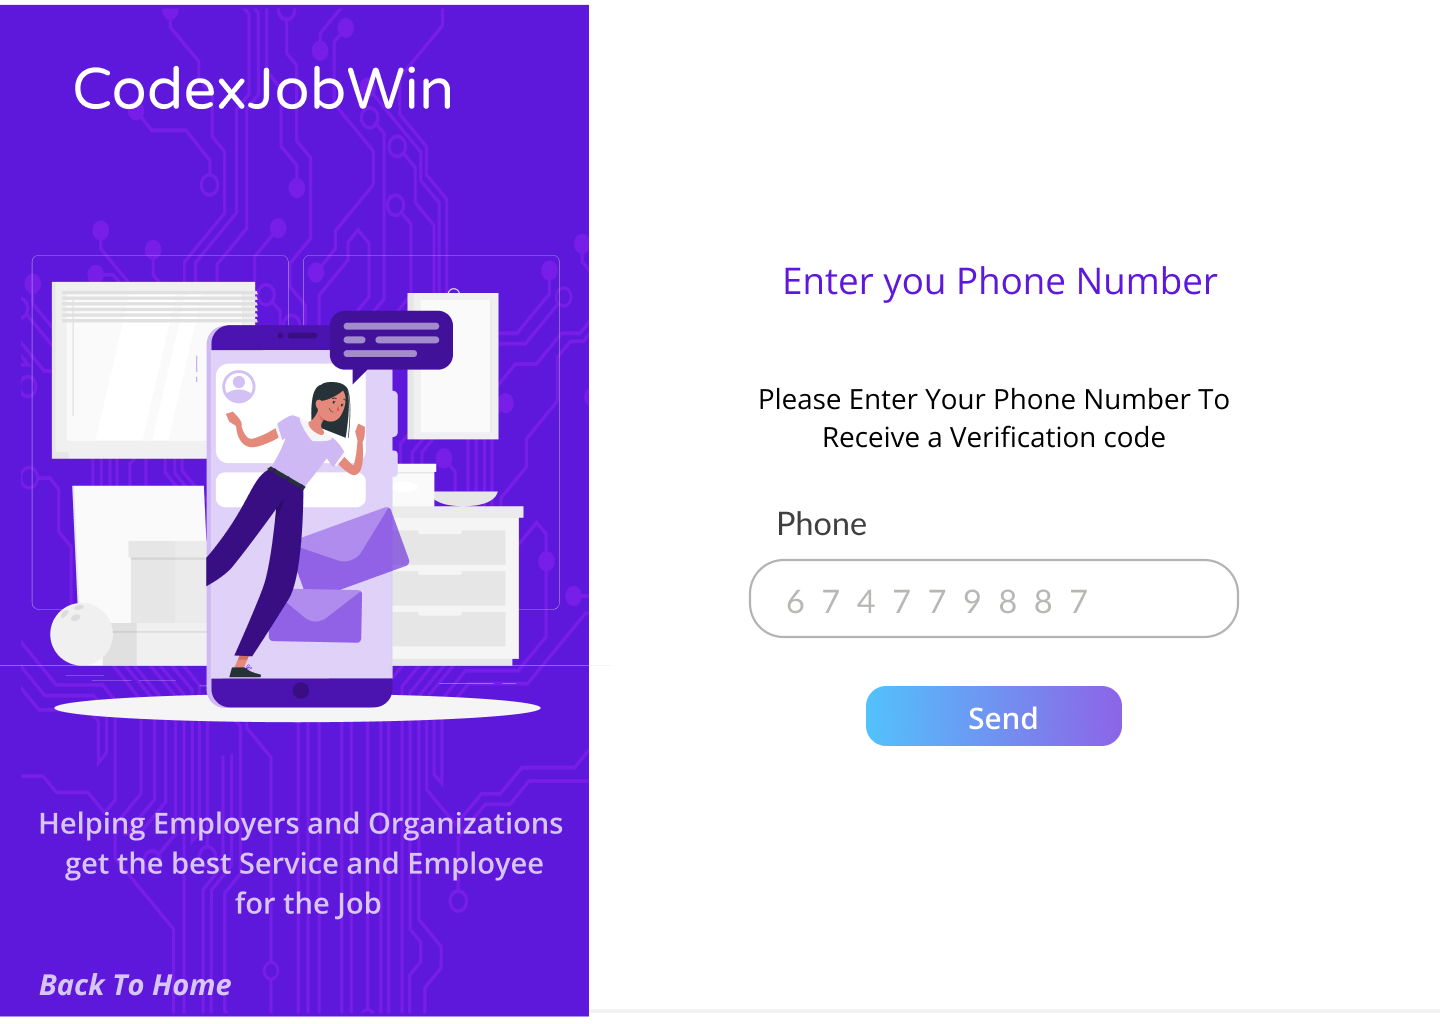 CodexJobWin
Helping Employers and Organizations
get the best Service and Employee
for the Job
Back To Home
Enter you Phone Number
Please Enter Your Phone Number To
Receive a Verification code
Phone
6 7 4 7 7 9 8 8 7
Send